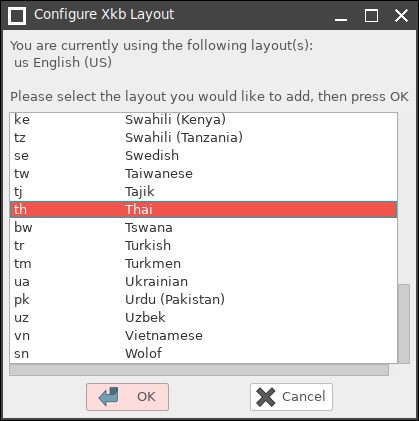 Configure Xkb Layout
You are currently using the following layout(s):
us English (US)
Please select the layout you would like to add, then press OK
ke Swahili (Kenya)
tz Swahili (Tanzania)
se Swedish
tw Taiwanese
tj Tajik
th Thai
bw Tswana
tr Turkish
tm Turkmen
ua Ukrainian
pk Urdu (Pakistan)
uz Uzbek
vn Vietnamese
sn Wolof
OK Cancel